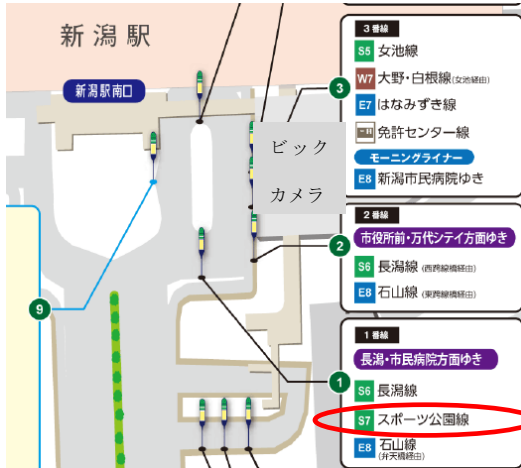 新潟駅
新潟駅南口
ビック
カメラ
3
3番線
S5 女池線
W7 大野・白根線(女池経由)
E7 はなみずき線
免許センター線
モーニングライナー
E8 新潟市民病院ゆき
2
2番線
市役所前・万代シテイ方面ゆき
S6 長潟線(西跨線橋経由)
E8 石山線(東跨線橋経由)
9
1
1番線
長潟・市民病院方面ゆき
S6 長潟線
S7 スポーツ公園線
E8 石山線
(弁天橋経由)